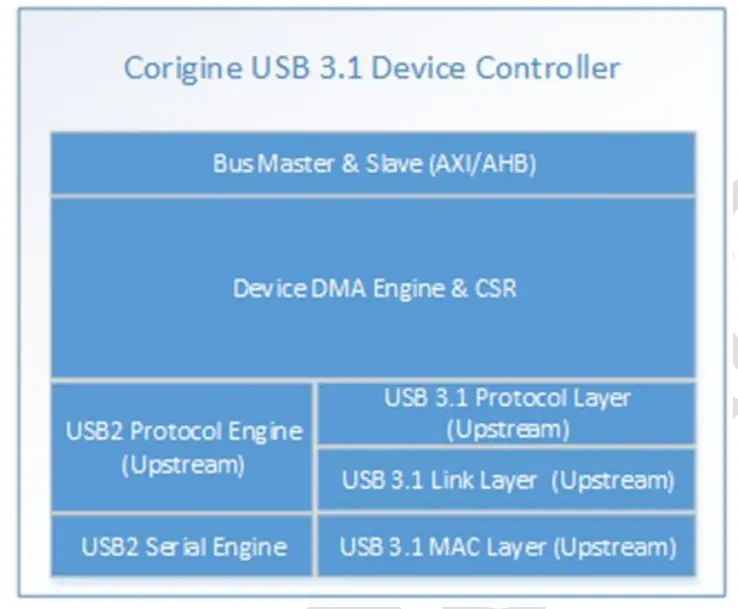 Corigine USB 3.1 Device Controller
Bus Master & Slave (AXI/AHB)
Device DMA Engine & CSR
USB2 Protocol Engine
(Upstream)
USB 3.1 Protocol Layer
(Upstream)
USB 3.1 Link Layer (Upstream)
USB2 Serial Engine
USB 3.1 MAC Layer (Upstream)